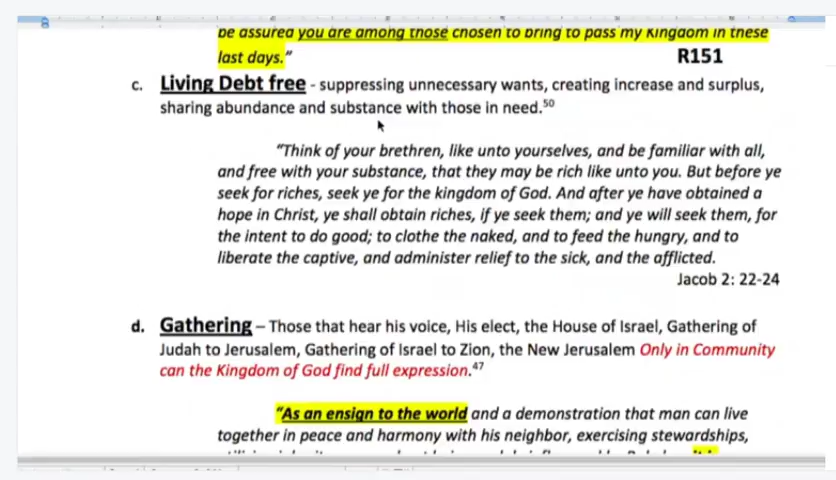 be assured you are among those chosen to bring to pass my Kingdom in these
last days." R151
c. Living Debt free - suppressing unnecessary wants, creating increase and surplus,
sharing abundance and substance with those in need.50
"Think of your brethren, like unto yourselves, and be familiar with all,
and free with your substance, that they may be rich like unto you. But before ye
seek for riches, seek ye for the kingdom of God. And after ye have obtained a
hope in Christ, ye shall obtain riches, if ye seek them; and ye will seek them, for
the intent to do good; to clothe the naked, and to feed the hungry, and to
liberate the captive, and administer relief to the sick, and the afflicted.
Jacob 2: 22-24
d. Gathering – Those that hear his voice, His elect, the House of Israel, Gathering of
Judah to Jerusalem, Gathering of Israel to Zion, the New Jerusalem Only in Community
can the Kingdom of God find full expression.47
"As an ensign to the world and a demonstration that man can live
together in peace and harmony with his neighbor, exercising stewardships,